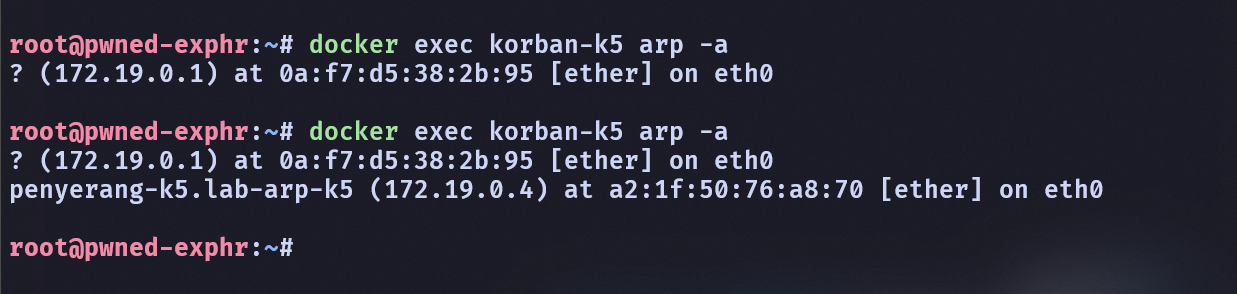 root@pwned-exphr:~# docker exec korban-k5 arp -a
? (172.19.0.1) at 0a:f7:d5:38:2b:95 [ether] on eth0
root@pwned-exphr:~# docker exec korban-k5 arp -a
? (172.19.0.1) at 0a:f7:d5:38:2b:95 [ether] on eth0
penyerang-k5.lab-arp-k5 (172.19.0.4) at a2:1f:50:76:a8:70 [ether] on eth0
root@pwned-exphr:~#